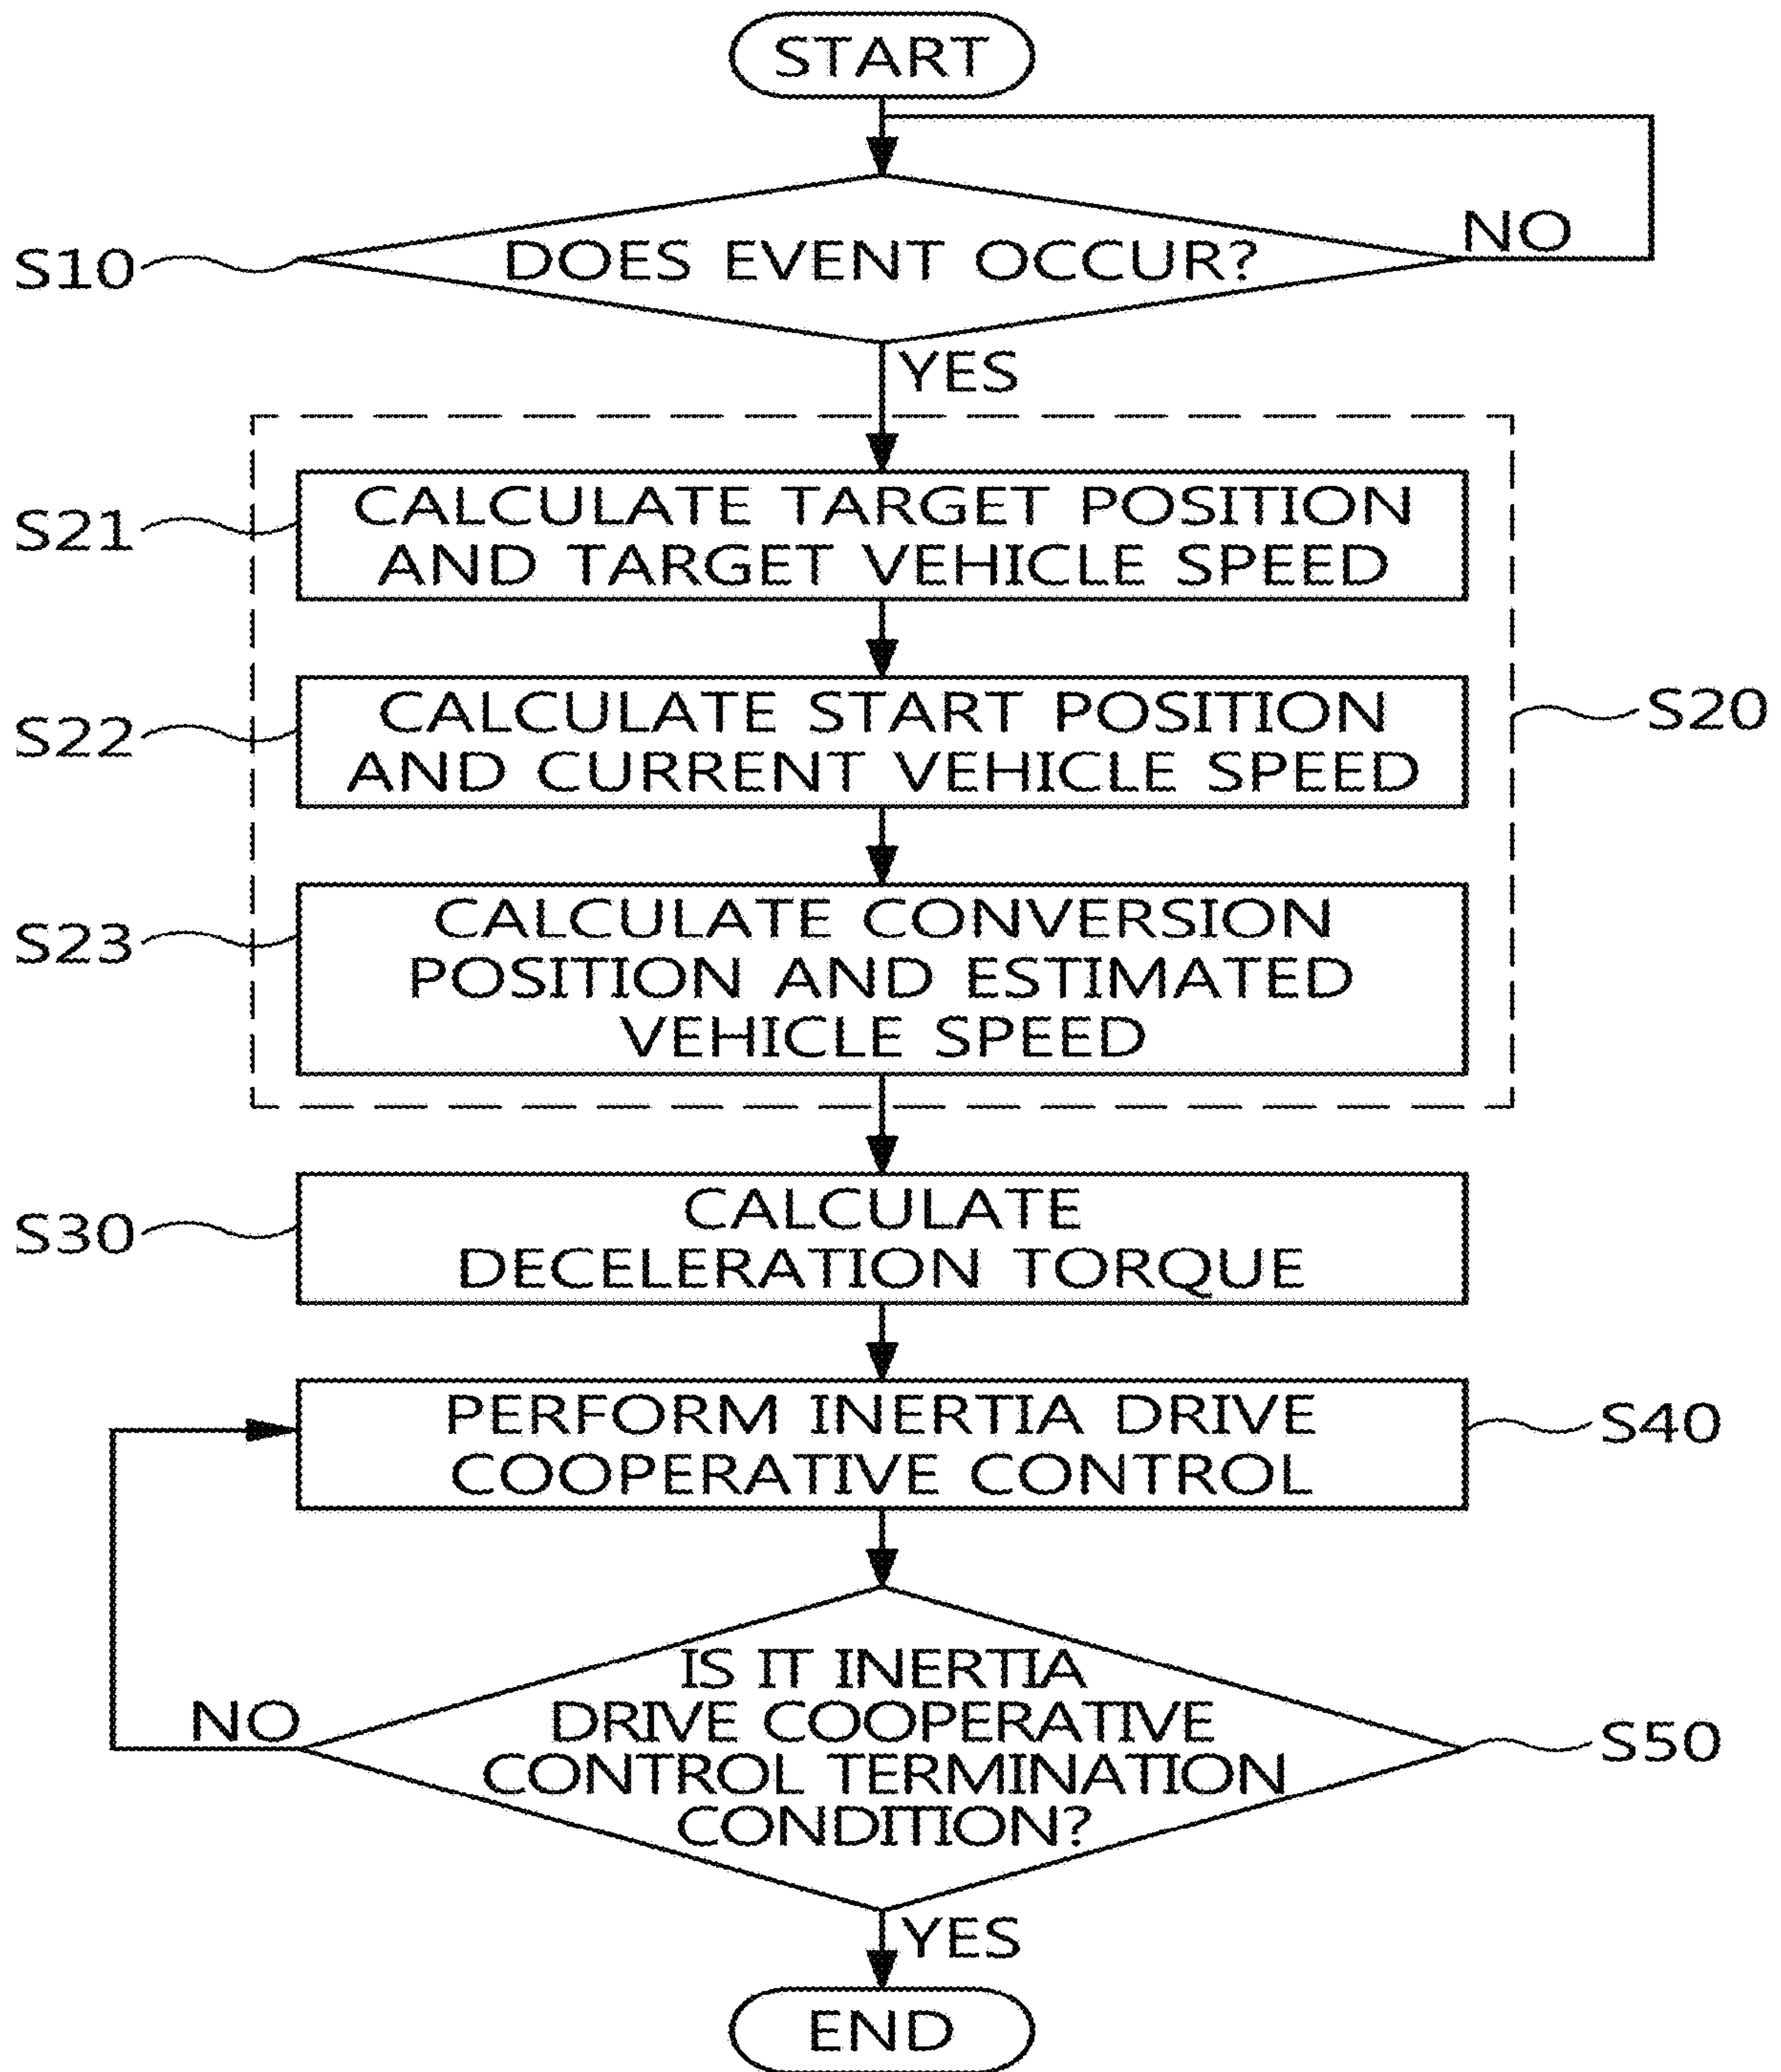 START
DOES EVENT OCCUR?
NO
S10
YES
S21
CALCULATE TARGET POSITION
AND TARGET VEHICLE SPEED
S22
CALCULATE START POSITION
AND CURRENT VEHICLE SPEED
S20
S23
CALCULATE CONVERSION
POSITION AND ESTIMATED
VEHICLE SPEED
S30
CALCULATE
DECELERATION TORQUE
PERFORM INERTIA DRIVE
COOPERATIVE CONTROL
S40
IS IT INERTIA
DRIVE COOPERATIVE
CONTROL TERMINATION
CONDITION?
NO
S50
YES
END